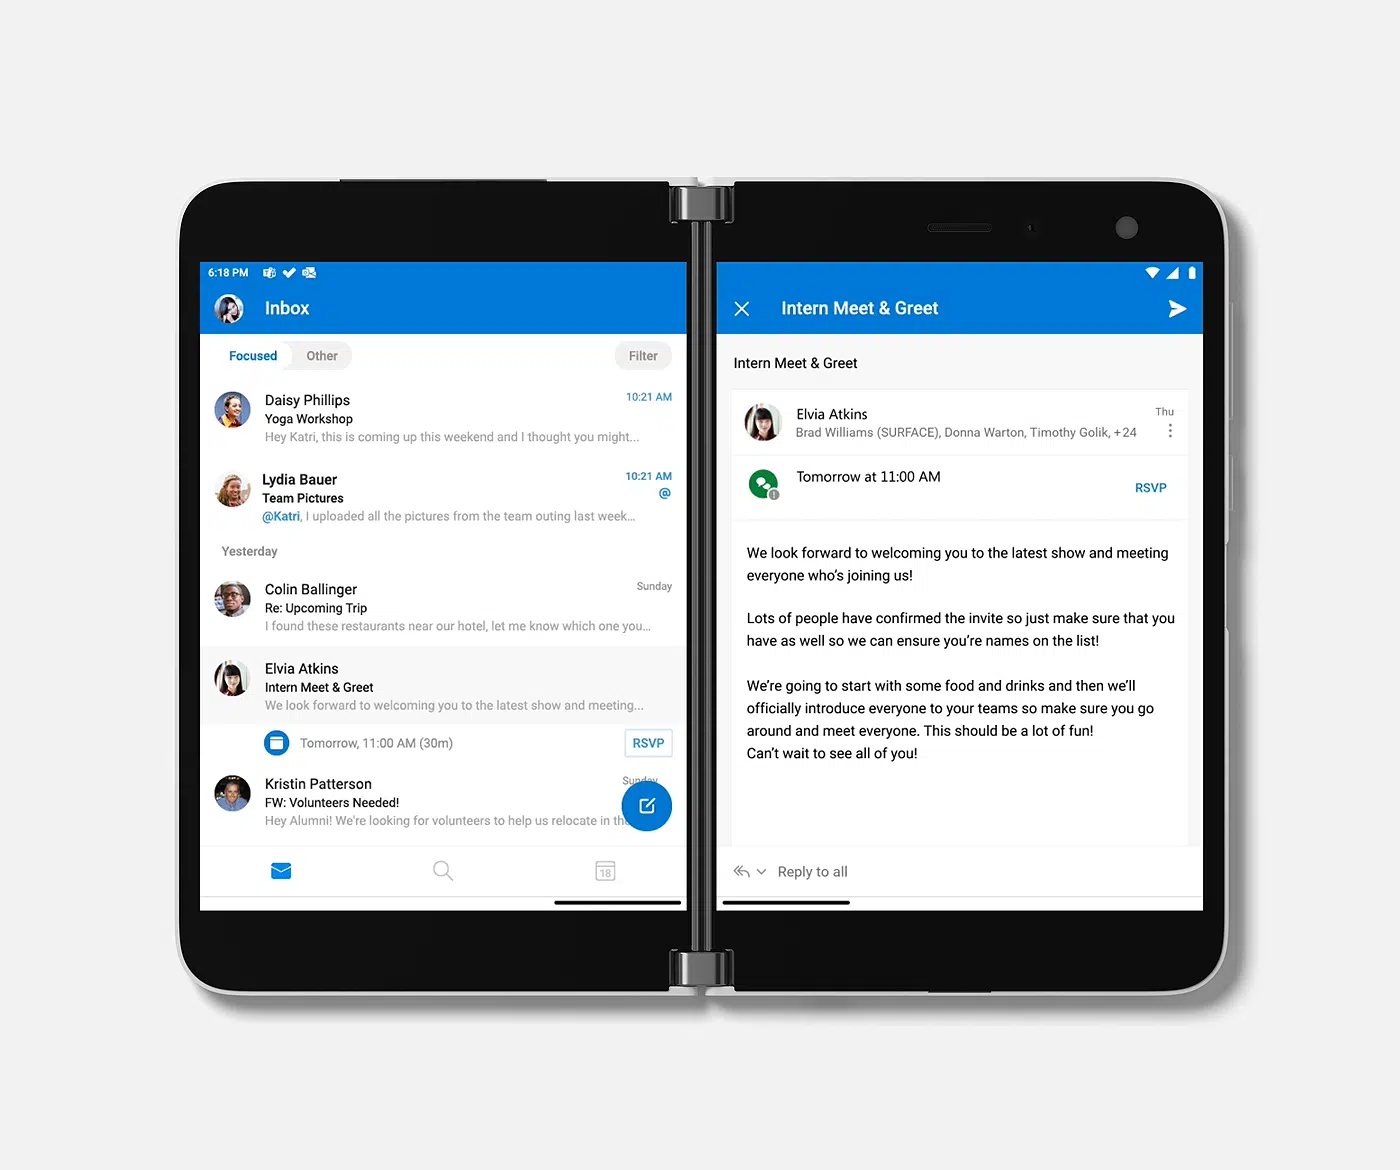 6:18 PM
Inbox
Focused
Other
Filter
Daisy Phillips
10:21 AM
Yoga Workshop
Hey Katri, this is coming up this weekend and I thought you might...
Lydia Bauer
10:21 AM
Team Pictures
@
@Katri, I uploaded all the pictures from the team outing last week...
Yesterday
Colin Ballinger
Sunday
Re: Upcoming Trip
I found these restaurants near our hotel, let me know which one you...
Elvia Atkins
Intern Meet & Greet
We look forward to welcoming you to the latest show and meeting...
Tomorrow, 11:00 AM (30m)
RSVP
Kristin Patterson
Sunday
FW: Volunteers Needed!
Hey Alumni! We're looking for volunteers to help us relocate in the
18
Intern Meet & Greet
Intern Meet & Greet
Elvia Atkins
Thu
Brad Williams (SURFACE), Donna Warton, Timothy Golik, +24
Tomorrow at 11:00 AM
RSVP
We look forward to welcoming you to the latest show and meeting
everyone who's joining us!
Lots of people have confirmed the invite so just make sure that you
have as well so we can ensure you're names on the list!
We're going to start with some food and drinks and then we'll
officially introduce everyone to your teams so make sure you go
around and meet everyone. This should be a lot of fun!
Can't wait to see all of you!
Reply to all